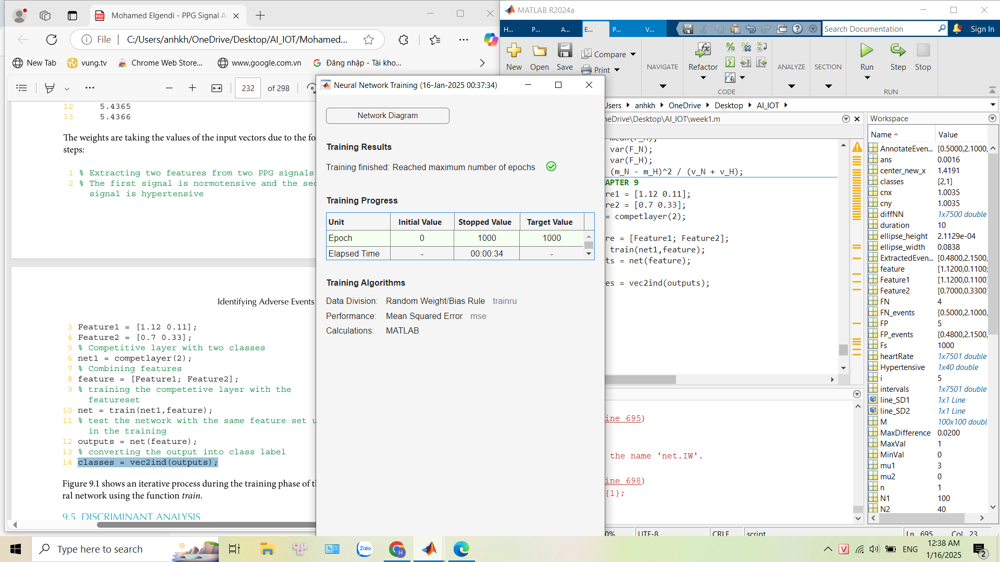 Mohamed Elgendi - PPG Signal A
File
C:/Users/anhkh/OneDrive/Desktop/AI_IOT/Mohamed...
New Tab
vung.tv
Chrome Web Store...
www.google.com.vn
Đăng nhập - Tài kho...
232 of 298
12 5.4365
13 5.4366
The weights are taking the values of the input vectors due to the fo
steps:
1 % Extracting two features from two PPG signals
2 % The first signal is normotensive and the sec
signal is hypertensive
Identifying Adverse Events
3 Feature1 = [1.12 0.11];
4 Feature2 = [0.7 0.33];
5 % Competitive layer with two classes
6 net1 = competlayer(2);
7 % Combining features
8 feature = [Feature1; Feature2];
9 % training the competetive layer with the
featureset
10 net = train(net1,feature);
11 % test the network with the same feature set u
in the training
12 outputs = net(feature);
13 % converting the output into class label
14 classes = vec2ind(outputs);
Figure 9.1 shows an iterative process during the training phase of t
ral network using the function train.
9.5 DISCRIMINANT ANALYSIS
Neural Network Training (16-Jan-2025 00:37:34)
Network Diagram
Training Results
Training finished: Reached maximum number of epochs
Training Progress
Unit Initial Value Stopped Value Target Value
Epoch 0 1000 1000
Elapsed Time - 00:00:34 -
Training Algorithms
Data Division: Random Weight/Bias Rule trainru
Performance: Mean Squared Error mse
Calculations: MATLAB
MATLAB R2024a
H... P... A... E... P... V...
Search Documentation
Sign In
New
Open
Save
Compare
Print
NAVIGATE
Refactor
CODE
ANALYZE
SECTION
Run
Step
Stop
RUN
Users
anhkh
OneDrive
Desktop
AI_IOT
neDrive\Desktop\AI_IOT\week1.m
mean(F_H);
var(F_N);
var(F_H);
(m_N - m_H)^2 / (v_N + v_H);
APTER 9
re1 = [1.12 0.11];
re2 = [0.7 0.33];
= competlayer(2);
re = [Feature1; Feature2];
train(net1,feature);
ts = net(feature);
es = vec2ind(outputs);
ine 695)
the name 'net.IW'.
ine 698)
{1};
Workspace
Name Value
AnnotateEven... [0.5000,2.1000,
ans 0.0016
center_new_x 1.4191
classes [2,1]
cnx 1.0035
cny 1.0035
diffNN 1x7500 double
duration 10
ellipse_height 2.1129e-04
ellipse_width 0.0838
ExtractedEven... [0.4800,2.1500,
feature [1.1200,0.1100;
Feature1 [1.1200,0.1100]
Feature2 [0.7000,0.3300]
FN 4
FN_events [0.5000,2.1000,
FP 5
FP_events [0.4800,2.1500,
Fs 1000
heartRate 1x7501 double
Hypertensive 1x40 double
i 5
intervals 1x7501 double
line_SD1 1x1 Line
line_SD2 1x1 Line
M 100x100 doubl
MaxDifference 0.0200
MaxVal 1
MinVal 0
mu1 3
mu2 0
n 1
N1 100
N2 40
0%
UTF-8
CRLF
script
Ln 695 Col 23
Type here to search
Zalo
ENG
12:38 AM
1/16/2025
2